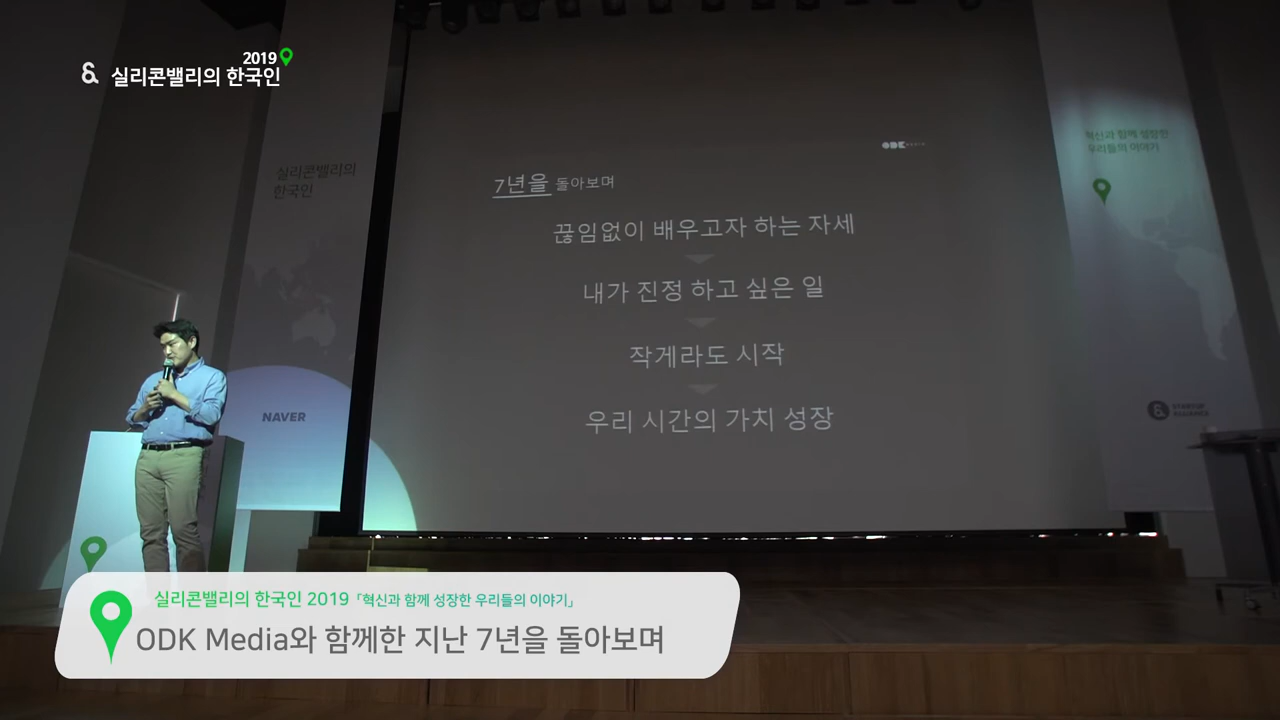 2019
& 실리콘밸리의 한국인
혁신과 함께 성장한
우리들의 이야기
ODK MEDIA
실리콘밸리의
한국인
7년을 돌아보며
끊임없이 배우고자 하는 자세
내가 진정 하고 싶은 일
작게라도 시작
우리 시간의 가치 성장
NAVER
& STARTUP
ALLIANCE
실리콘밸리의 한국인 2019 「혁신과 함께 성장한 우리들의 이야기」
ODK Media와 함께한 지난 7년을 돌아보며